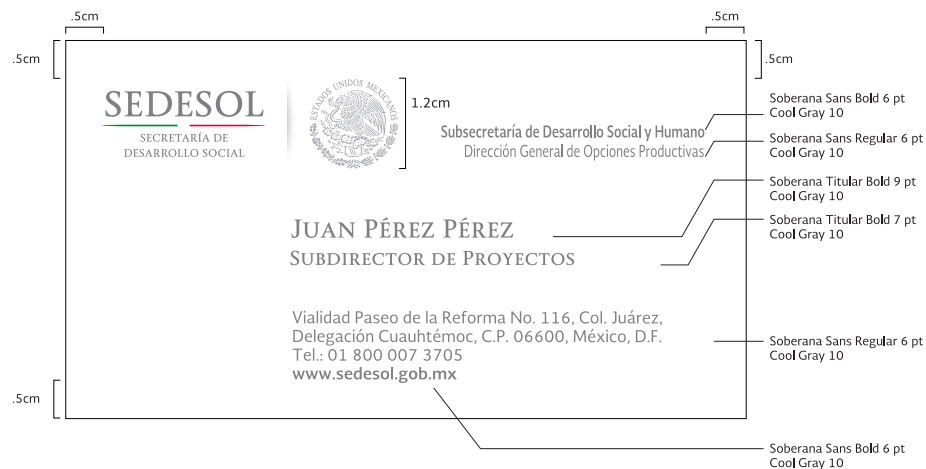 .5cm
.5cm
.5cm
.5cm
SEDESOL
SECRETARÍA DE
DESARROLLO SOCIAL
ESTADOS UNIDOS MEXICANOS
1.2cm
Subsecretaría de Desarrollo Social y Humano
Dirección General de Opciones Productivas
Soberana Sans Bold 6 pt
Cool Gray 10
Soberana Sans Regular 6 pt
Cool Gray 10
Soberana Titular Bold 9 pt
Cool Gray 10
Soberana Titular Bold 7 pt
Cool Gray 10
JUAN PÉREZ PÉREZ
SUBDIRECTOR DE PROYECTOS
Vialidad Paseo de la Reforma No. 116, Col. Juárez,
Delegación Cuauhtémoc, C.P. 06600, México, D.F.
Tel.: 01 800 007 3705
www.sedesol.gob.mx
Soberana Sans Regular 6 pt
Cool Gray 10
.5cm
Soberana Sans Bold 6 pt
Cool Gray 10